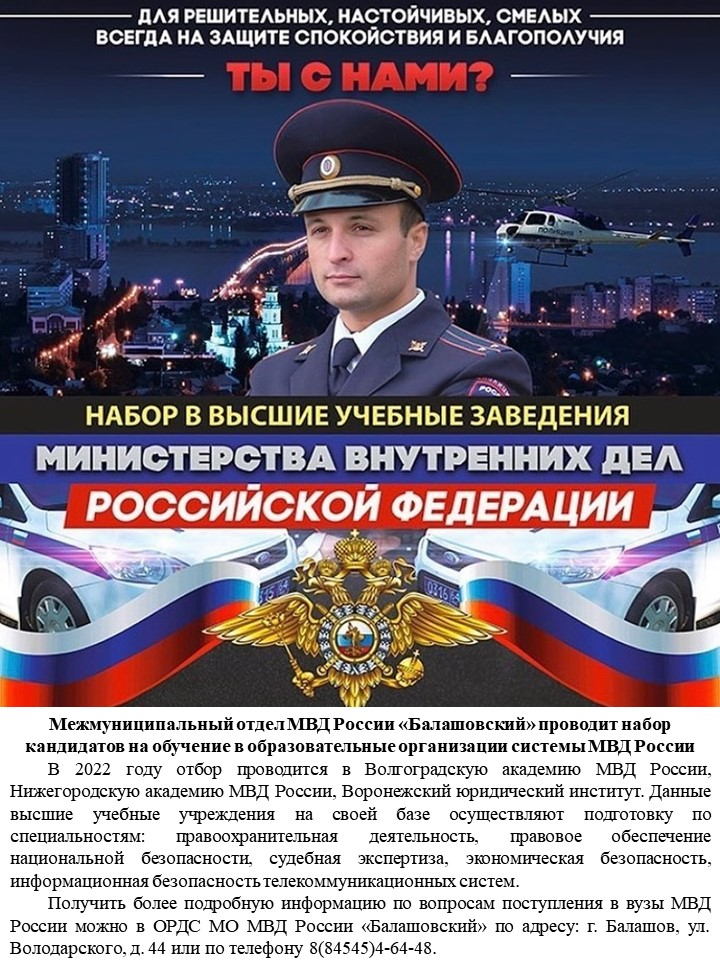 ДЛЯ РЕШИТЕЛЬНЫХ, НАСТОЙЧИВЫХ, СМЕЛЫХ
ВСЕГДА НА ЗАЩИТЕ СПОКОЙСТВИЯ И БЛАГОПОЛУЧИЯ
ТЫ С НАМИ?
ПОЛИЦИЯ
НАБОР В ВЫСШИЕ УЧЕБНЫЕ ЗАВЕДЕНИЯ
МИНИСТЕРСТВА ВНУТРЕННИХ ДЕЛ
РОССИЙСКОЙ ФЕДЕРАЦИИ
Межмуниципальный отдел МВД России «Балашовский» проводит набор
кандидатов на обучение в образовательные организации системы МВД России
В 2022 году отбор проводится в Волгоградскую академию МВД России,
Нижегородскую академию МВД России, Воронежский юридический институт. Данные
высшие учебные учреждения на своей базе осуществляют подготовку по
специальностям: правоохранительная деятельность, правовое обеспечение
национальной безопасности, судебная экспертиза, экономическая безопасность,
информационная безопасность телекоммуникационных систем.
Получить более подробную информацию по вопросам поступления в вузы МВД
России можно в ОРДС МО МВД России «Балашовский» по адресу: г. Балашов, ул.
Володарского, д. 44 или по телефону 8(84545)4-64-48.